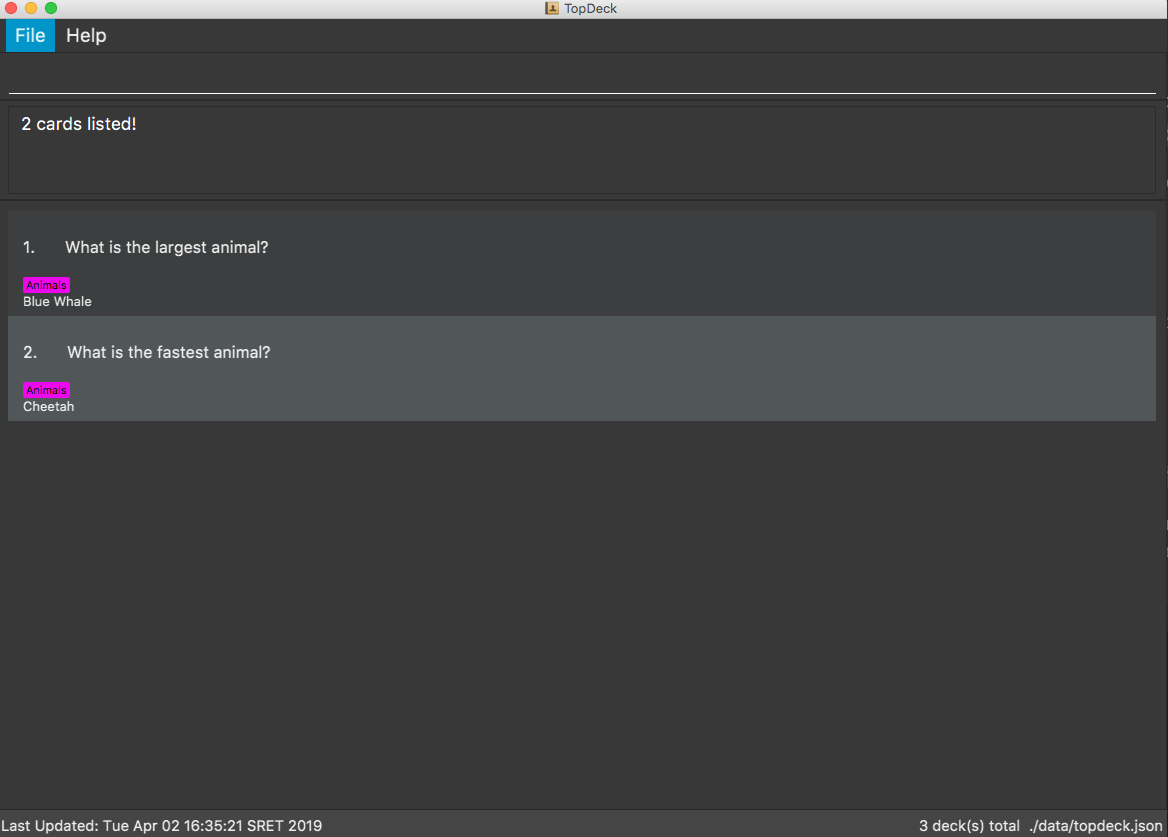 TopDeck
File Help
2 cards listed!
1. What is the largest animal?
Animals
Blue Whale
2. What is the fastest animal?
Animals
Cheetah
Last Updated: Tue Apr 02 16:35:21 SRET 2019 3 deck(s) total ./data/topdeck.json